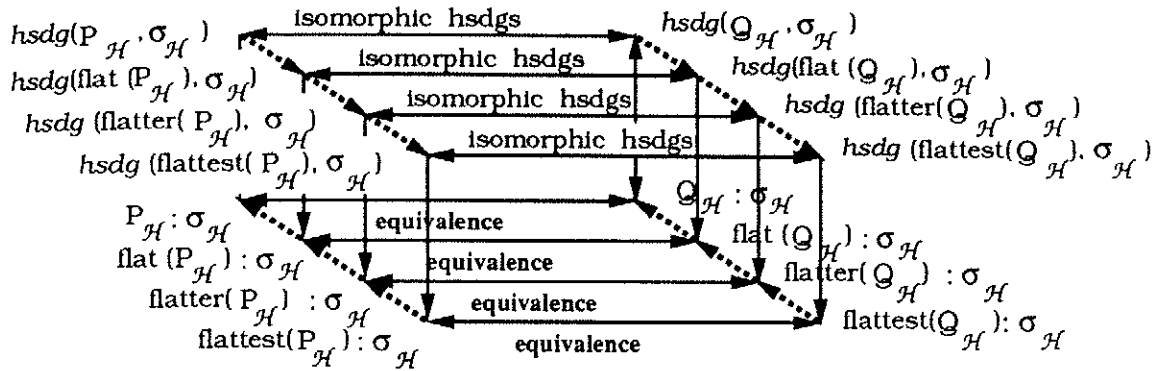 hsdg(P_ℋ, σ_ℋ) isomorphic hsdgs hsdg(Q_ℋ, σ_ℋ)
hsdg(flat (P_ℋ), σ_ℋ) isomorphic hsdgs hsdg(flat (Q_ℋ), σ_ℋ)
hsdg (flatter( P_ℋ), σ_ℋ) isomorphic hsdgs hsdg (flatter(Q_ℋ), σ_ℋ)
hsdg (flattest( P_ℋ), σ_ℋ) isomorphic hsdgs hsdg (flattest(Q_ℋ), σ_ℋ)
P_ℋ : σ_ℋ equivalence Q_ℋ : σ_ℋ
flat (P_ℋ) : σ_ℋ equivalence flat (Q_ℋ) : σ_ℋ
flatter( P_ℋ) : σ_ℋ equivalence flatter( Q_ℋ) : σ_ℋ
flattest(P_ℋ) : σ_ℋ equivalence flattest(Q_ℋ): σ_ℋ